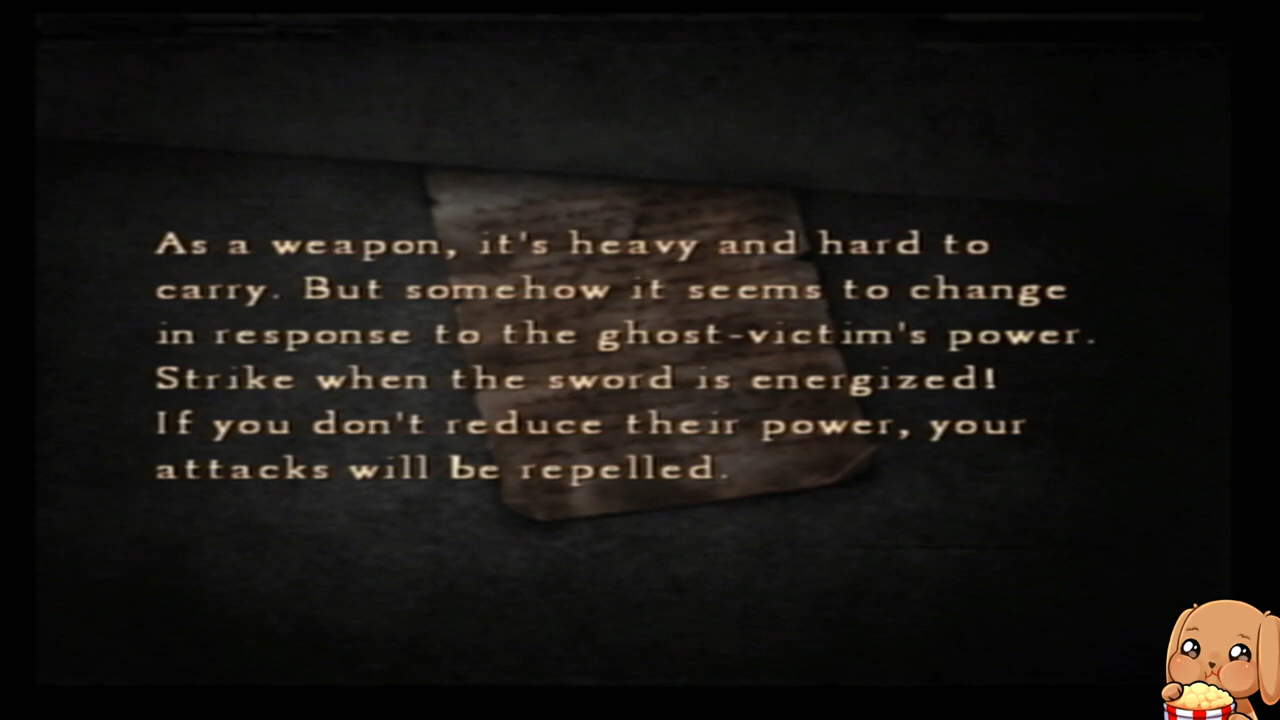 As a weapon, it's heavy and hard to
carry. But somehow it seems to change
in response to the ghost-victim's power.
Strike when the sword is energized!
If you don't reduce their power, your
attacks will be repelled.